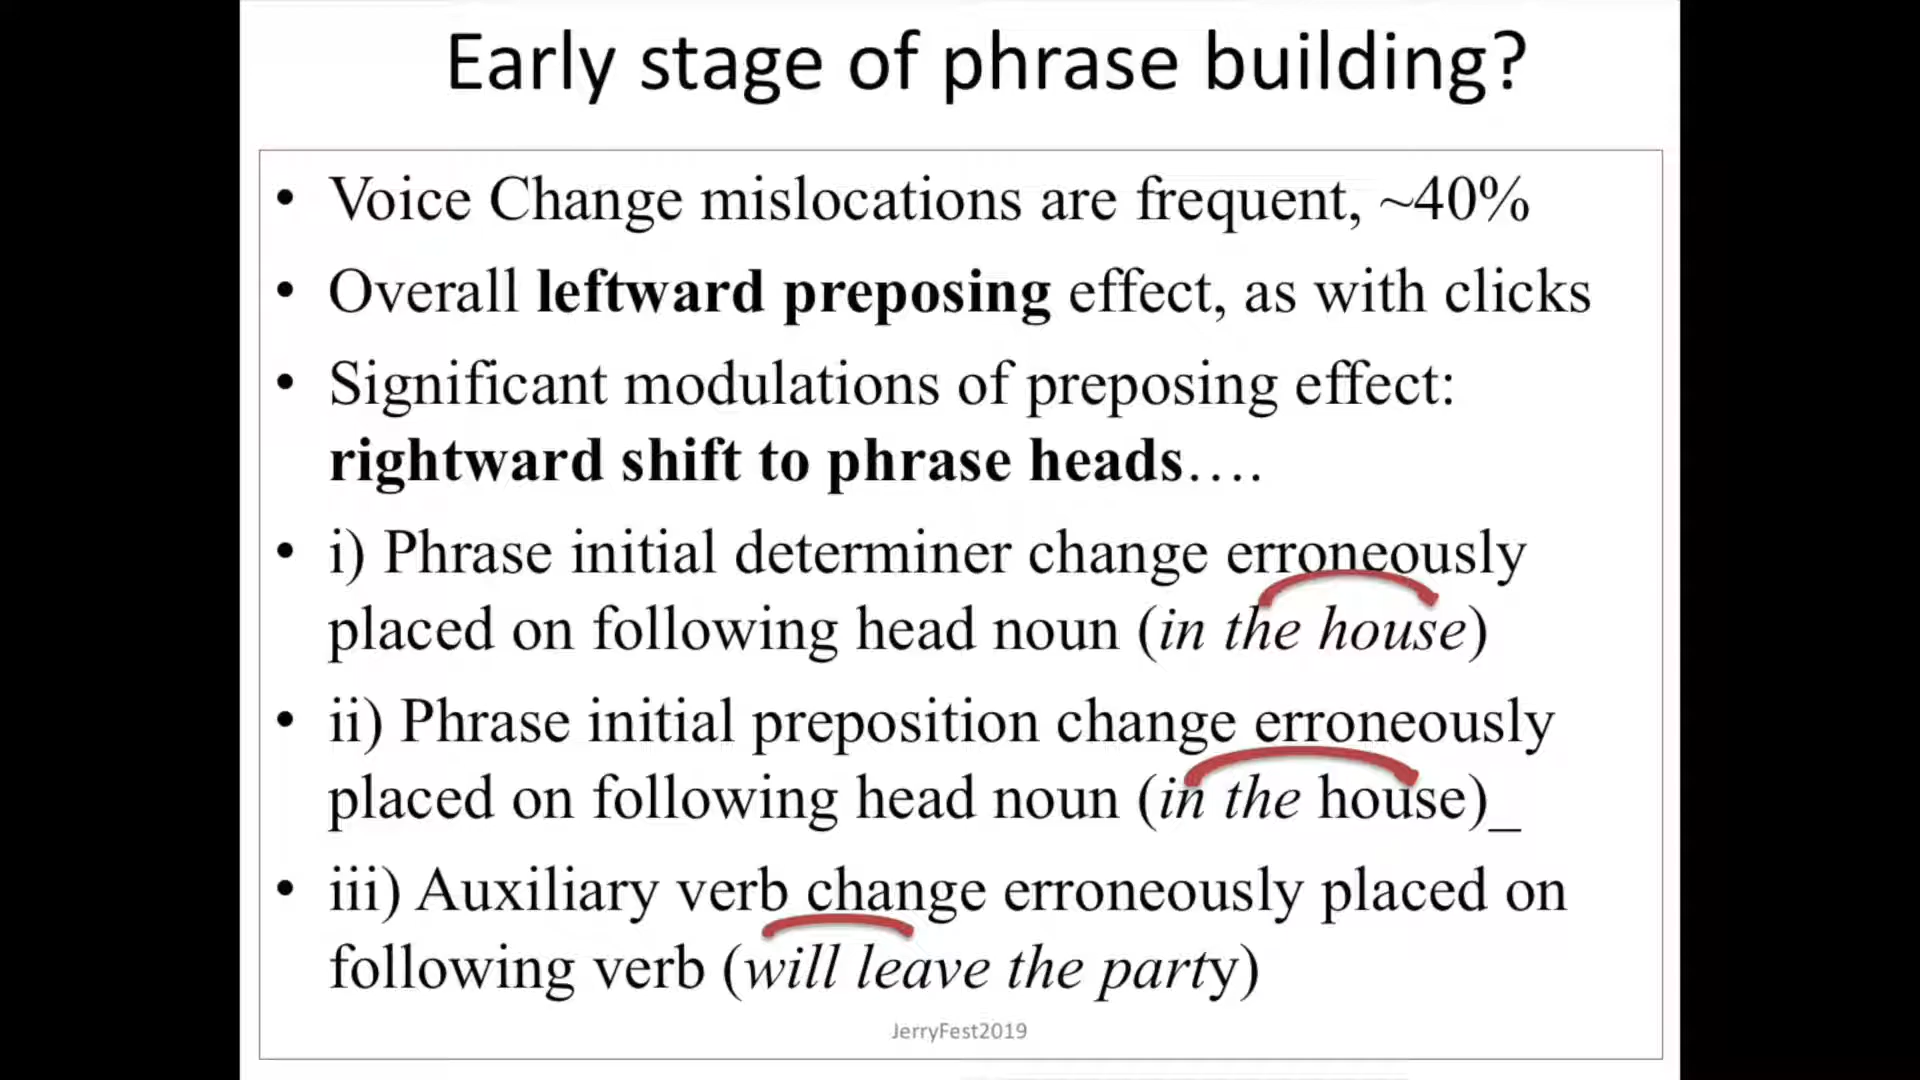 Early stage of phrase building?
• Voice Change mislocations are frequent, ~40%
• Overall leftward preposing effect, as with clicks
• Significant modulations of preposing effect:
rightward shift to phrase heads….
• i) Phrase initial determiner change erroneously
placed on following head noun (in the house)
• ii) Phrase initial preposition change erroneously
placed on following head noun (in the house)_
• iii) Auxiliary verb change erroneously placed on
following verb (will leave the party)
JerryFest2019